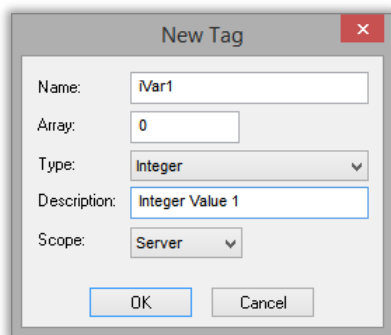 New Tag
Name: iVar1
Array: 0
Type: Integer
Description: Integer Value 1
Scope: Server
OK Cancel